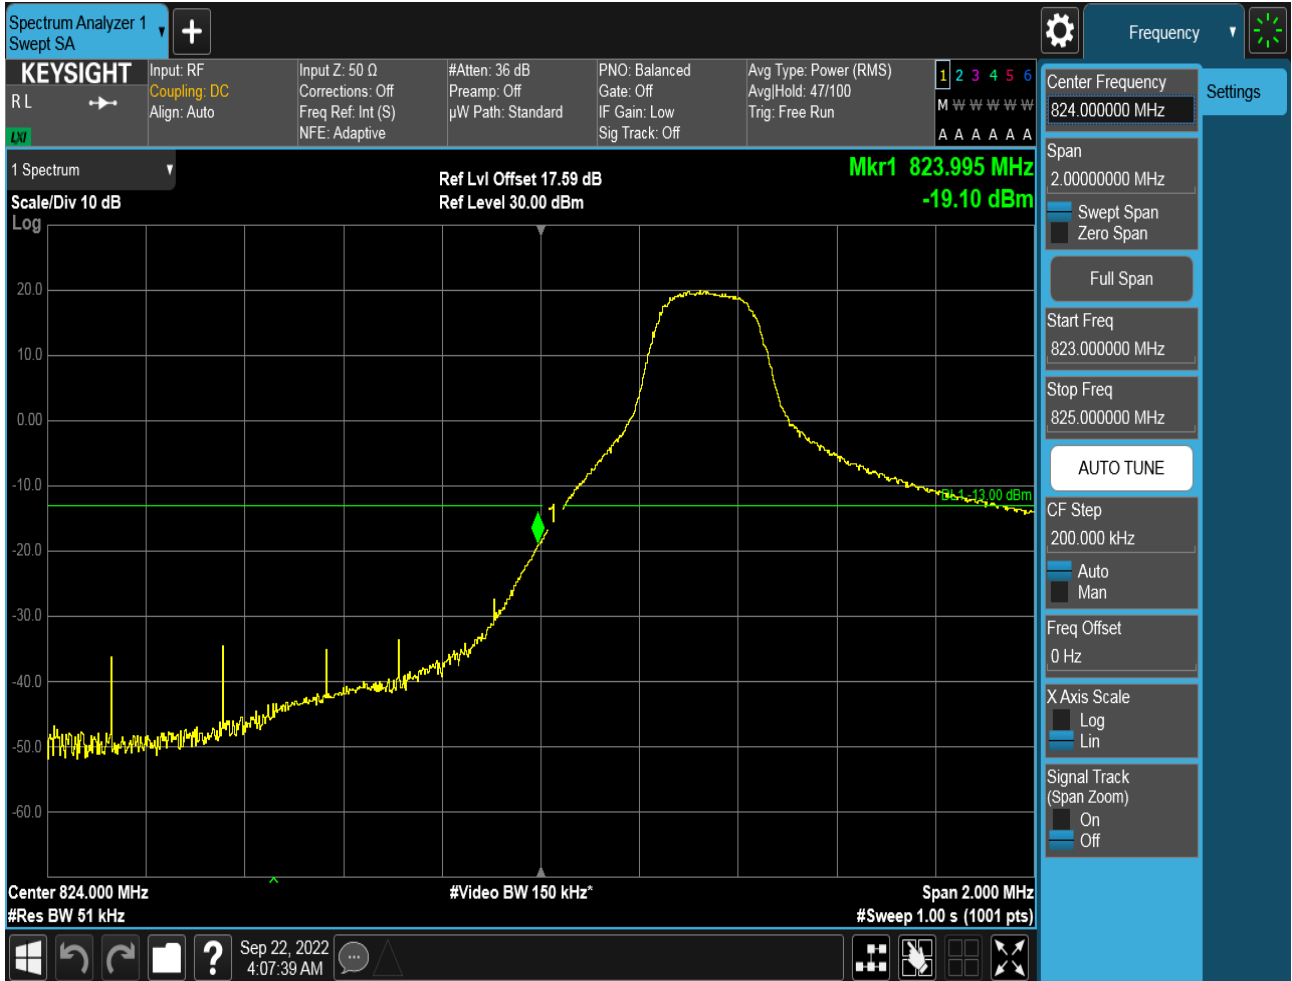 Spectrum Analyzer 1
Swept SA
Frequency
KEYSIGHT
R L
LXI
Input: RF
Coupling: DC
Align: Auto
Input Z: 50 Ω
Corrections: Off
Freq Ref: Int (S)
NFE: Adaptive
#Atten: 36 dB
Preamp: Off
µW Path: Standard
PNO: Balanced
Gate: Off
IF Gain: Low
Sig Track: Off
Avg Type: Power (RMS)
Avg|Hold: 47/100
Trig: Free Run
1 2 3 4 5 6
M W W W W W
A A A A A A
1 Spectrum
Scale/Div 10 dB
Log
Ref Lvl Offset 17.59 dB
Ref Level 30.00 dBm
Mkr1 823.995 MHz
-19.10 dBm
20.0
10.0
0.00
-10.0
-20.0
-30.0
-40.0
-50.0
-60.0
1
DL1 -13.00 dBm
Center 824.000 MHz
#Res BW 51 kHz
#Video BW 150 kHz*
Span 2.000 MHz
#Sweep 1.00 s (1001 pts)
Center Frequency
824.000000 MHz
Settings
Span
2.00000000 MHz
Swept Span
Zero Span
Full Span
Start Freq
823.000000 MHz
Stop Freq
825.000000 MHz
AUTO TUNE
CF Step
200.000 kHz
Auto
Man
Freq Offset
0 Hz
X Axis Scale
Log
Lin
Signal Track
(Span Zoom)
On
Off
?
Sep 22, 2022
4:07:39 AM